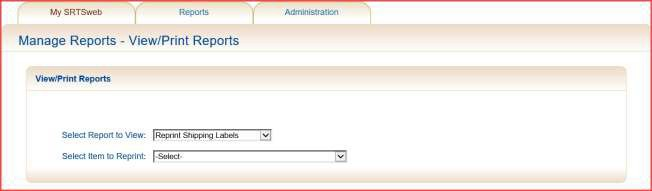 My SRTSweb Reports Administration
Manage Reports - View/Print Reports
View/Print Reports
Select Report to View: Reprint Shipping Labels
Select Item to Reprint: -Select-